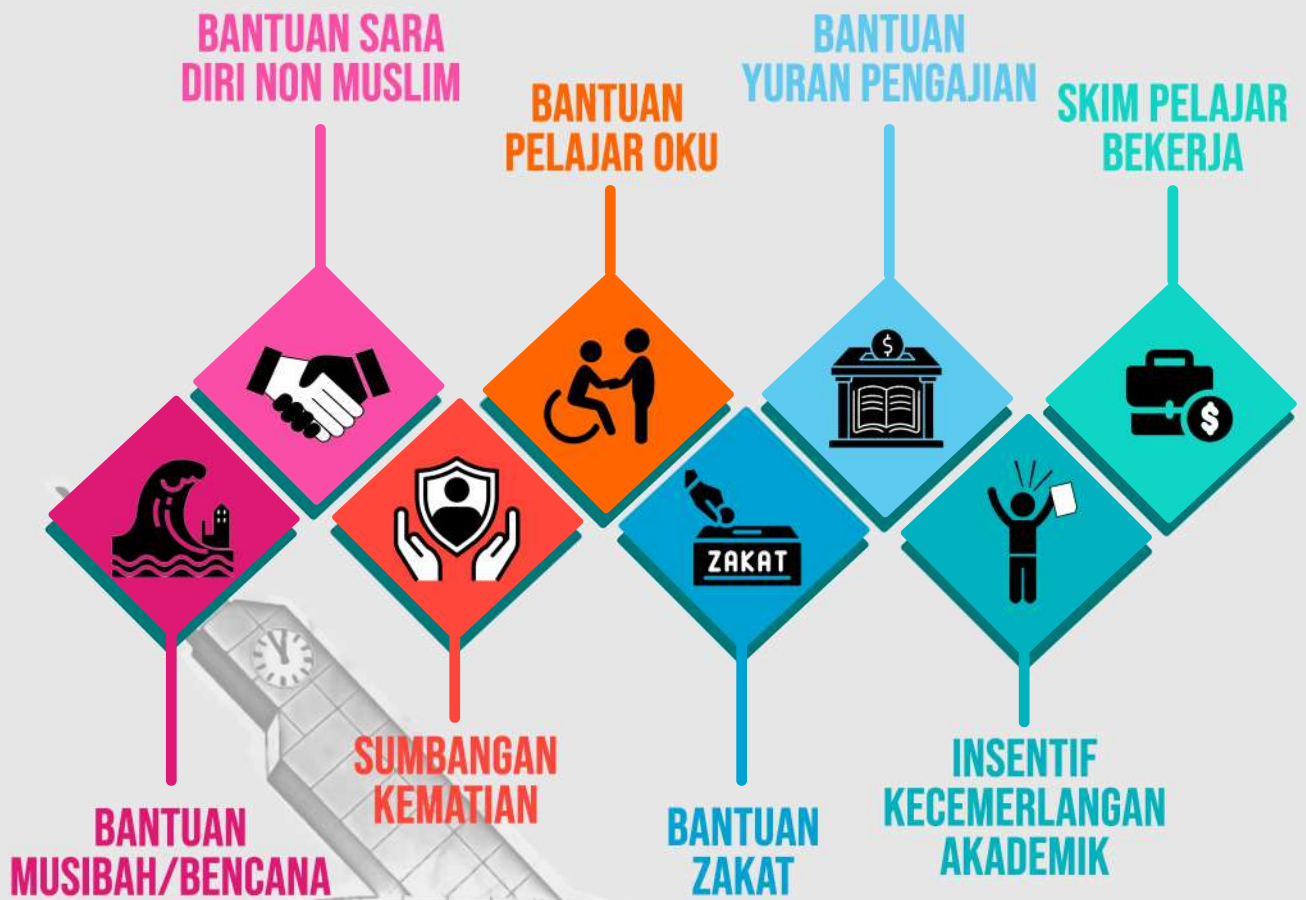 BANTUAN SARA
DIRI NON MUSLIM
BANTUAN
PELAJAR OKU
BANTUAN
YURAN PENGAJIAN
SKIM PELAJAR
BEKERJA
$
$
ZAKAT
BANTUAN
MUSIBAH/BENCANA
SUMBANGAN
KEMATIAN
BANTUAN
ZAKAT
INSENTIF
KECEMERLANGAN
AKADEMIK